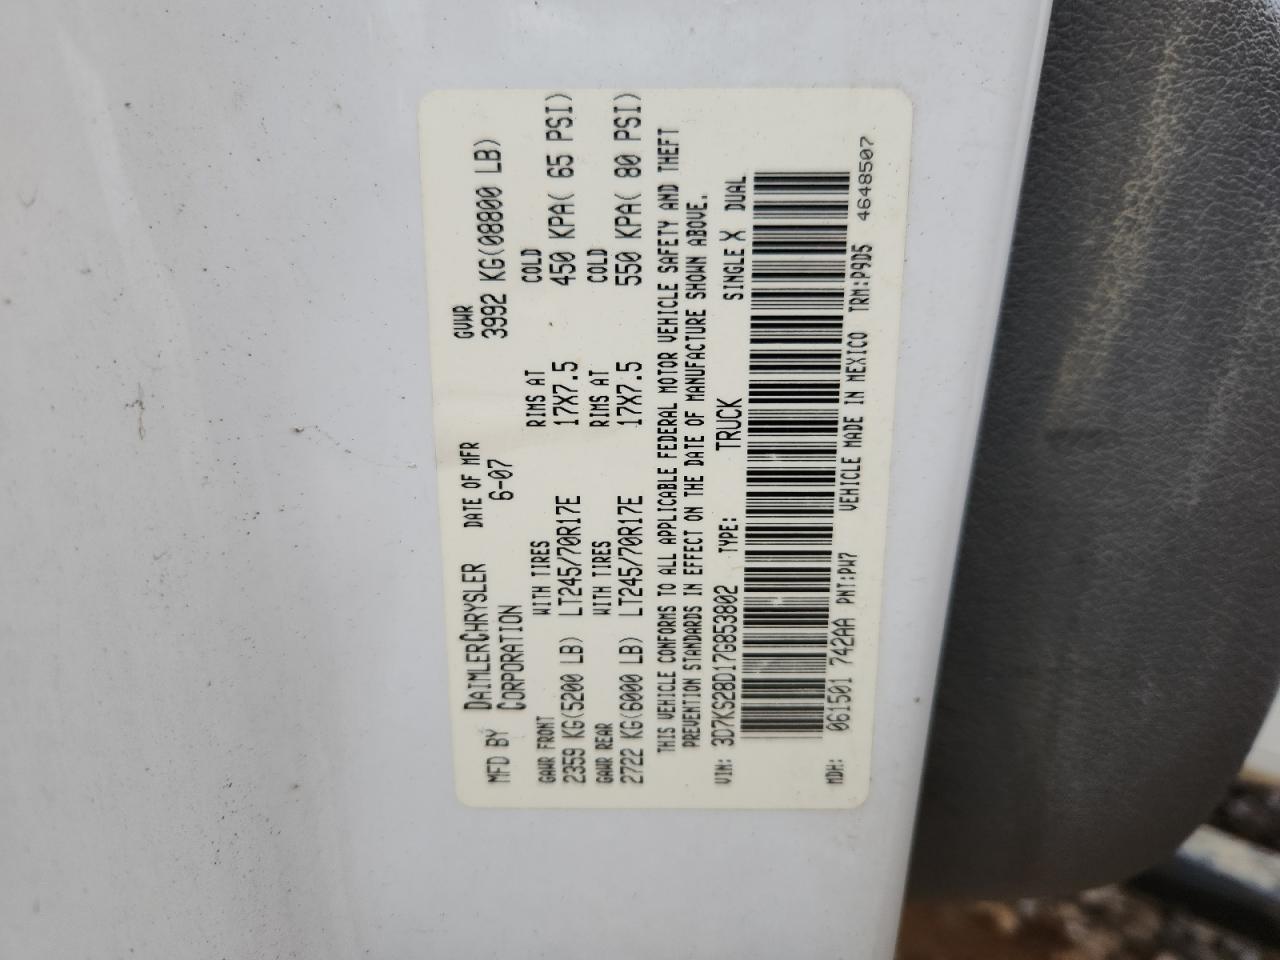 MFD BY DAIMLERCHRYSLER CORPORATION DATE OF MFR 6-07 GVWR 3992 KG(08800 LB)
GAWR FRONT WITH TIRES RIMS AT COLD
2359 KG(5200 LB) LT245/70R17E 17X7.5 450 KPA( 65 PSI)
GAWR REAR WITH TIRES RIMS AT COLD
2722 KG(6000 LB) LT245/70R17E 17X7.5 550 KPA( 80 PSI)
THIS VEHICLE CONFORMS TO ALL APPLICABLE FEDERAL MOTOR VEHICLE SAFETY AND THEFT
PREVENTION STANDARDS IN EFFECT ON THE DATE OF MANUFACTURE SHOWN ABOVE.
VIN: 3D7KS28D17G853802 TYPE: TRUCK SINGLE X DUAL
MDH: 061501 742AA PNT:PW7 VEHICLE MADE IN MEXICO TRM:P9D5 4648507